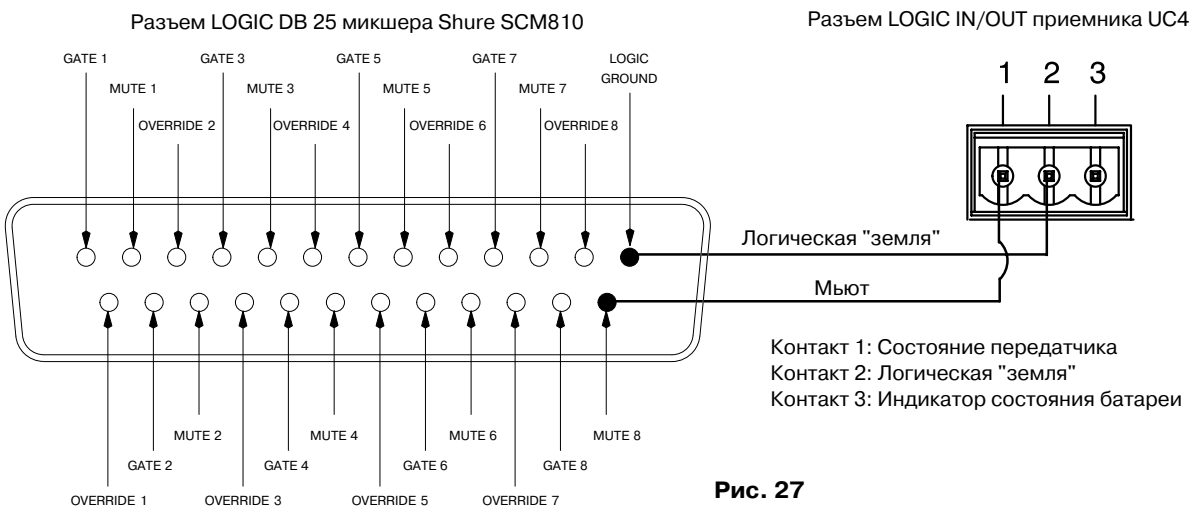 Разъем LOGIC DB 25 микшера Shure SCM810
Разъем LOGIC IN/OUT приемника UC4
GATE 1
GATE 3
GATE 5
GATE 7
LOGIC
GROUND
MUTE 1
MUTE 3
MUTE 5
MUTE 7
OVERRIDE 2
OVERRIDE 4
OVERRIDE 6
OVERRIDE 8
1 2 3
Логическая "земля"
Мьют
Контакт 1: Состояние передатчика
Контакт 2: Логическая "земля"
Контакт 3: Индикатор состояния батареи
MUTE 2
MUTE 4
MUTE 6
MUTE 8
GATE 2
GATE 4
GATE 6
GATE 8
OVERRIDE 1
OVERRIDE 3
OVERRIDE 5
OVERRIDE 7
Рис. 27